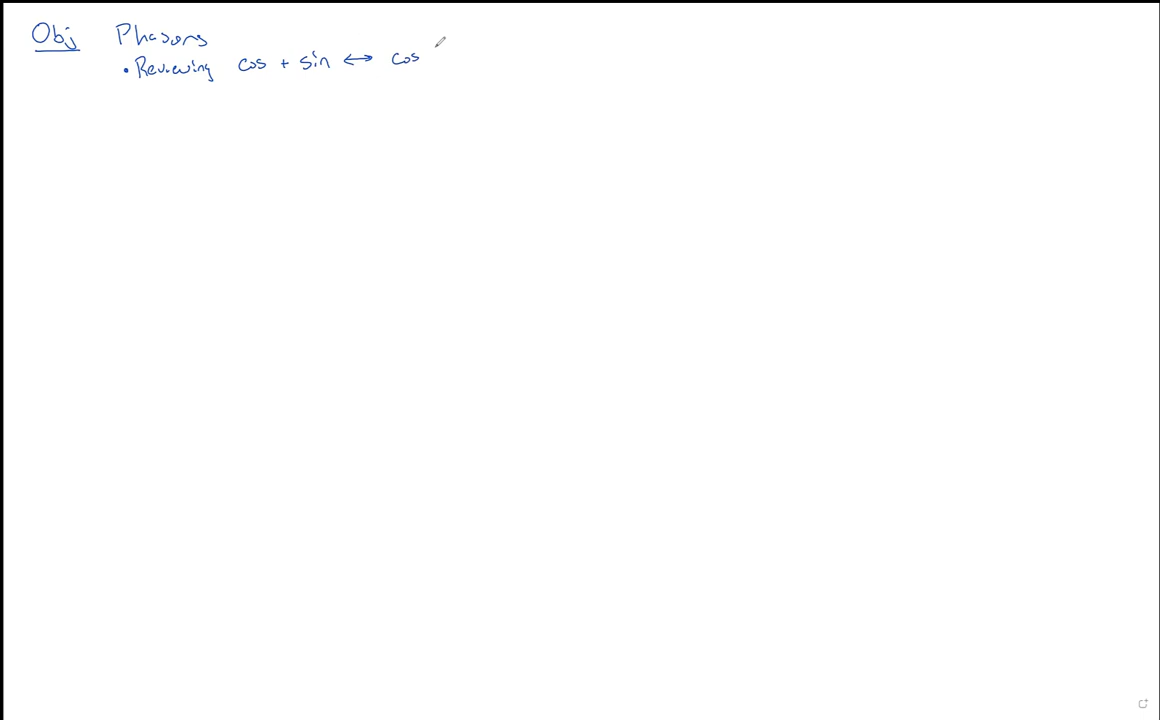 Obj Phasors
• Reviewing cos + sin ↔ cos